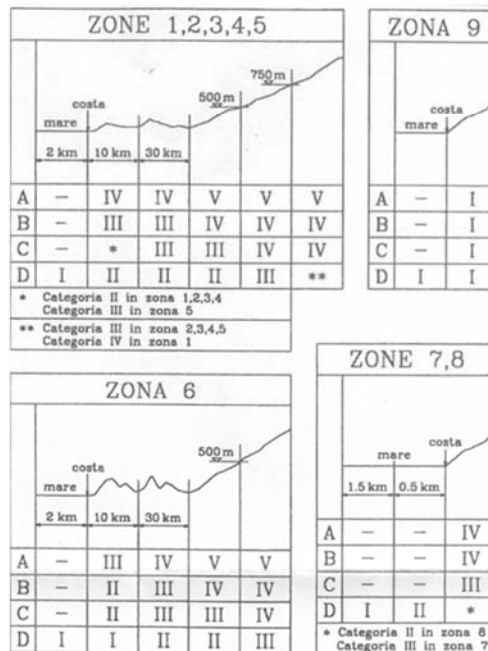 ZONE 1,2,3,4,5
750 m
500 m
costa
mare
2 km 10 km 30 km
A – IV IV V V V
B – III III IV IV IV
C – * III III IV IV
D I II II II III **
* Categoria II in zona 1,2,3,4
Categoria III in zona 5
** Categoria III in zona 2,3,4,5
Categoria IV in zona 1
ZONA 9
costa
mare
A – I
B – I
C – I
D I I
ZONA 6
500 m
costa
mare
2 km 10 km 30 km
A – III IV V V
B – II III IV IV
C – II III III IV
D I I II II III
ZONE 7,8
costa
mare
1.5 km 0.5 km
A – – IV
B – – IV
C – – III
D I II *
* Categoria II in zona 8
Categoria III in zona 7